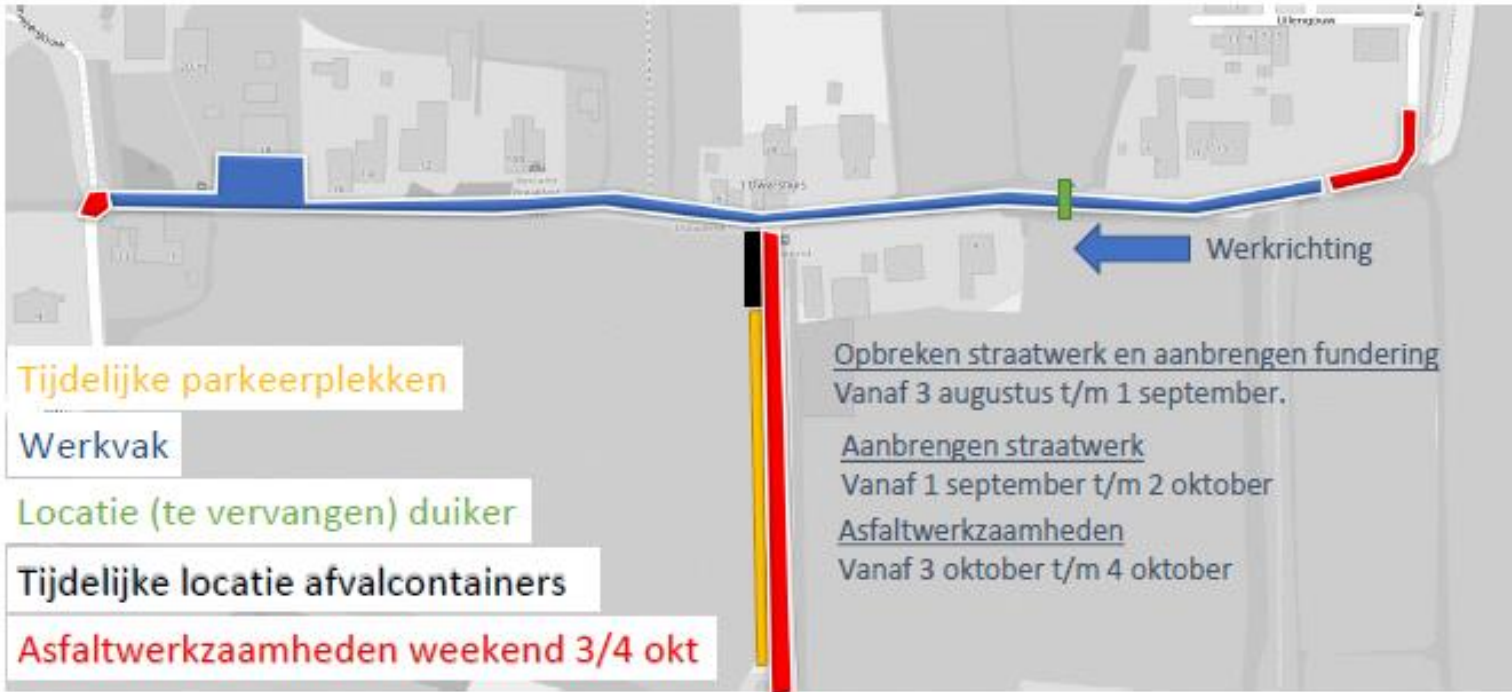 Uilengouw
Werkrichting
Tijdelijke parkeerplekken
Werkvak
Locatie (te vervangen) duiker
Tijdelijke locatie afvalcontainers
Asfaltwerkzaamheden weekend 3/4 okt
Opbreken straatwerk en aanbrengen fundering
Vanaf 3 augustus t/m 1 september.
Aanbrengen straatwerk
Vanaf 1 september t/m 2 oktober
Asfaltwerkzaamheden
Vanaf 3 oktober t/m 4 oktober